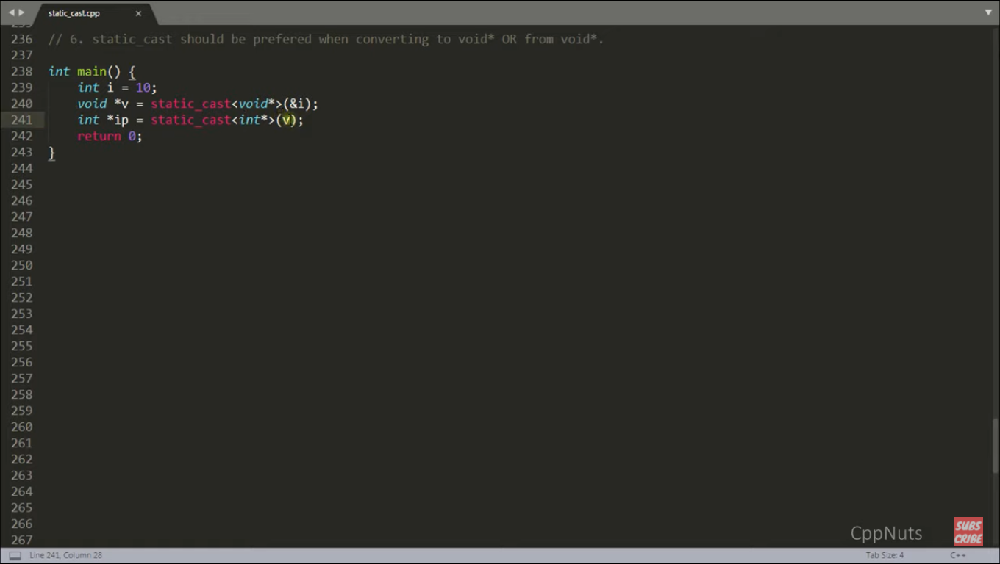 static_cast.cpp
235
236 // 6. static_cast should be prefered when converting to void* OR from void*.
237
238 int main() {
239 int i = 10;
240 void *v = static_cast<void*>(&i);
241 int *ip = static_cast<int*>(v);
242 return 0;
243 }
244
245
246
247
248
249
250
251
252
253
254
255
256
257
258
259
260
261
262
263
264
265
266
267
CppNuts
SUBS
CRIBE
Line 241, Column 28
Tab Size: 4
C++